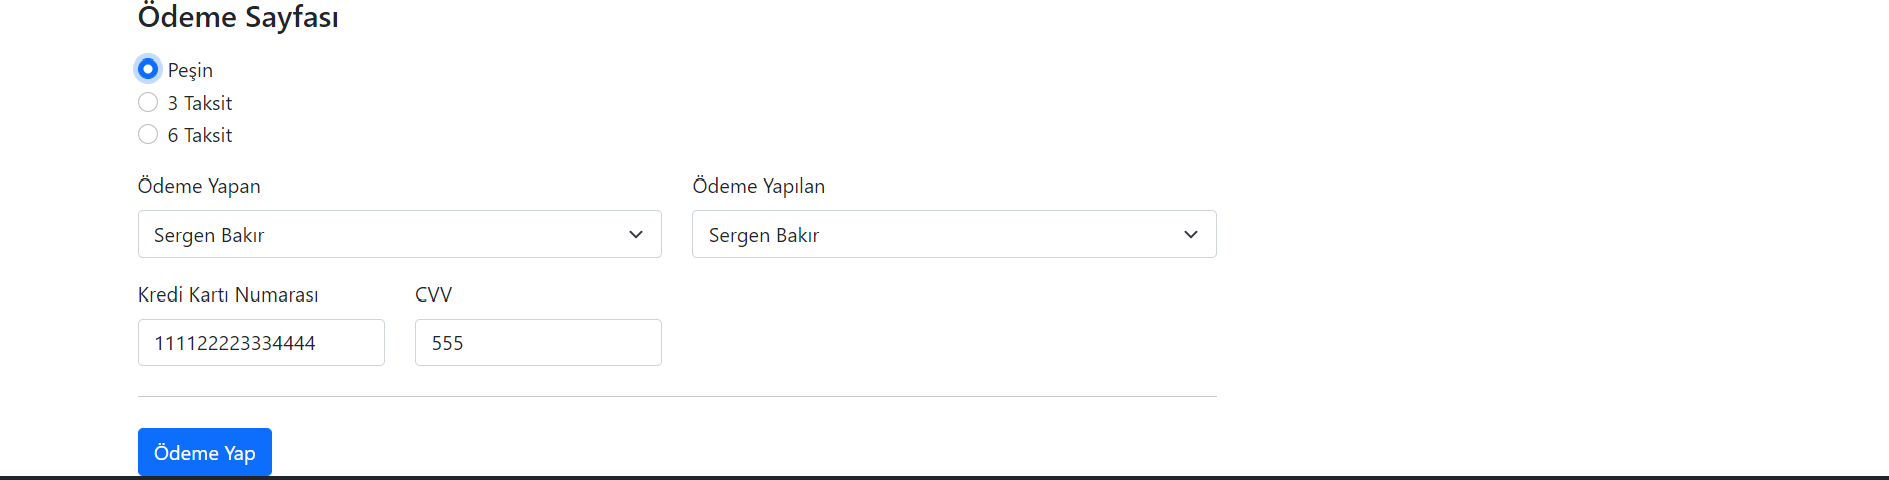 Ödeme Sayfası
Peşin
3 Taksit
6 Taksit
Ödeme Yapan
Ödeme Yapılan
Sergen Bakır
Sergen Bakır
Kredi Kartı Numarası
CVV
111122223334444
555
Ödeme Yap